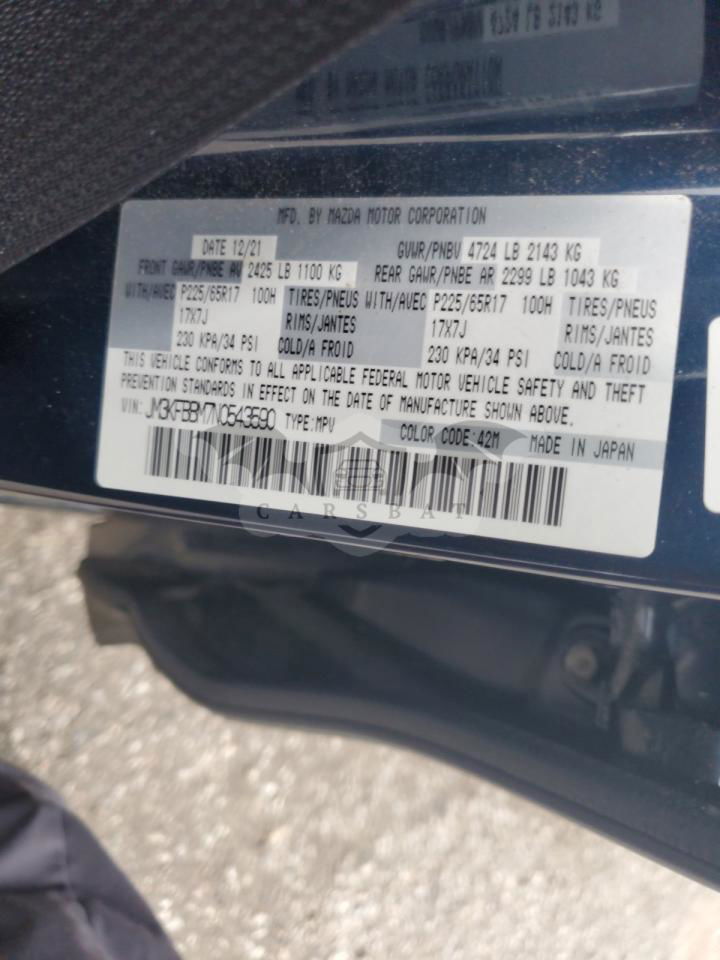 MFD. BY MAZDA MOTOR CORPORATION
DATE 12/21 GVWR/PNBV 4724 LB 2143 KG
FRONT GAWR/PNBE AV 2425 LB 1100 KG REAR GAWR/PNBE AR 2299 LB 1043 KG
WITH/AVEC P225/65R17 100H TIRES/PNEUS WITH/AVEC P225/65R17 100H TIRES/PNEUS
17X7J RIMS/JANTES 17X7J RIMS/JANTES
230 KPA/34 PSI COLD/A FROID 230 KPA/34 PSI COLD/A FROID
THIS VEHICLE CONFORMS TO ALL APPLICABLE FEDERAL MOTOR VEHICLE SAFETY AND THEFT
PREVENTION STANDARDS IN EFFECT ON THE DATE OF MANUFACTURE SHOWN ABOVE.
VIN: JM3KFBBM7N0543590 TYPE:MPV COLOR CODE:42M MADE IN JAPAN
CARSBAT